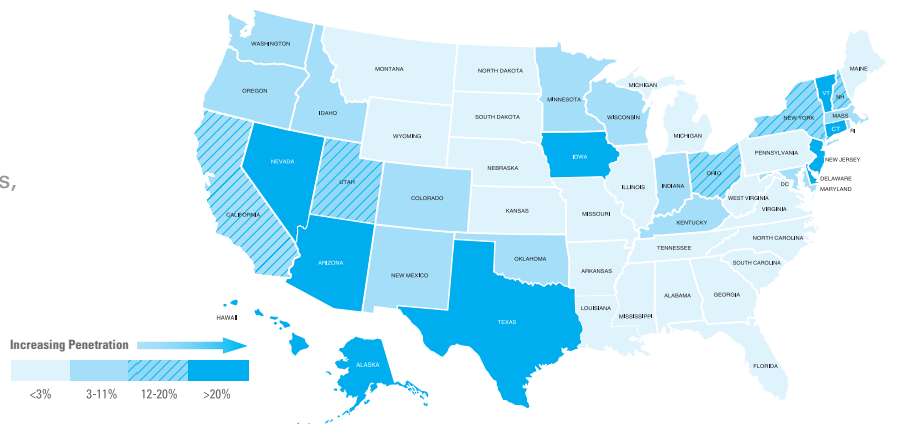 s,
WASHINGTON
OREGON
IDAHO
MONTANA
WYOMING
NORTH DAKOTA
SOUTH DAKOTA
NEBRASKA
KANSAS
MINNESOTA
WISCONSIN
MICHIGAN
MICHIGAN
IOWA
ILLINOIS
INDIANA
OHIO
MISSOURI
KENTUCKY
NEVADA
UTAH
CALIFORNIA
COLORADO
ARIZONA
NEW MEXICO
OKLAHOMA
TEXAS
ARKANSAS
LOUISIANA
MISSISSIPPI
ALABAMA
GEORGIA
FLORIDA
TENNESSEE
NORTH CAROLINA
SOUTH CAROLINA
WEST VIRGINIA
VIRGINIA
DC
MARYLAND
DELAWARE
NEW JERSEY
PENNSYLVANIA
NEW YORK
CT
RI
MASS
VT
NH
MAINE
HAWAII
ALASKA
Increasing Penetration
<3% 3-11% 12-20% >20%